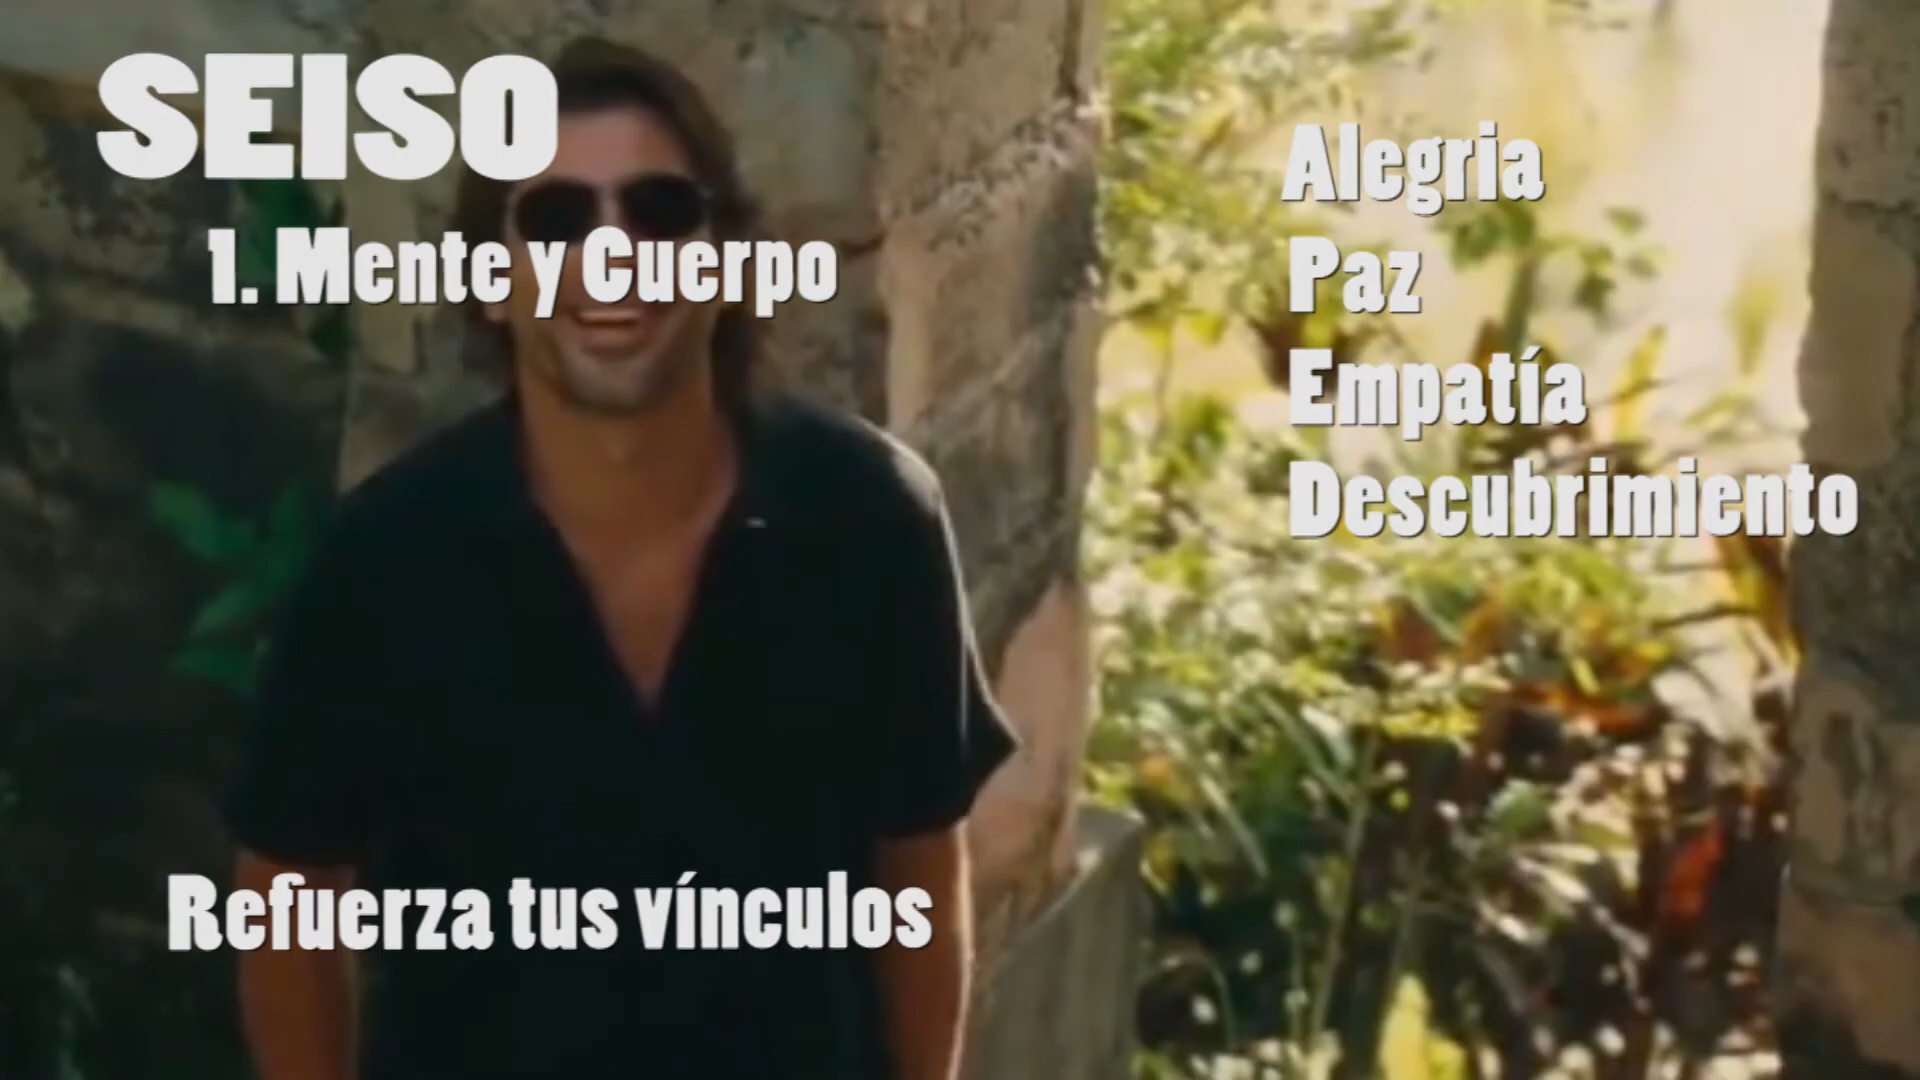 SEISO
1. Mente y Cuerpo
Refuerza tus vínculos
Alegria
Paz
Empatía
Descubrimiento